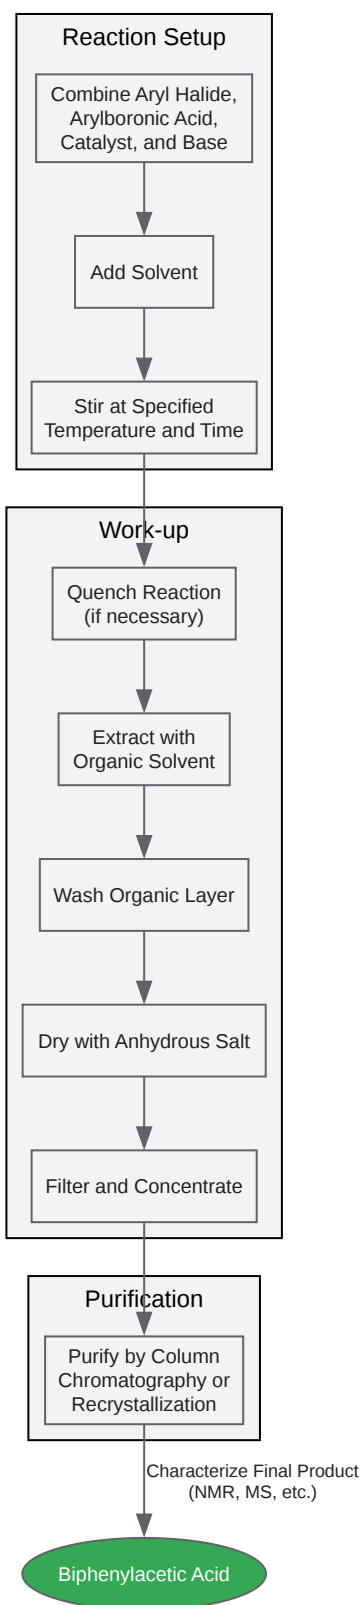 Reaction Setup
Combine Aryl Halide,
Arylboronic Acid,
Catalyst, and Base
Add Solvent
Stir at Specified
Temperature and Time
Work-up
Quench Reaction
(if necessary)
Extract with
Organic Solvent
Wash Organic Layer
Dry with Anhydrous Salt
Filter and Concentrate
Purification
Purify by Column
Chromatography or
Recrystallization
Characterize Final Product
(NMR, MS, etc.)
Biphenylacetic Acid